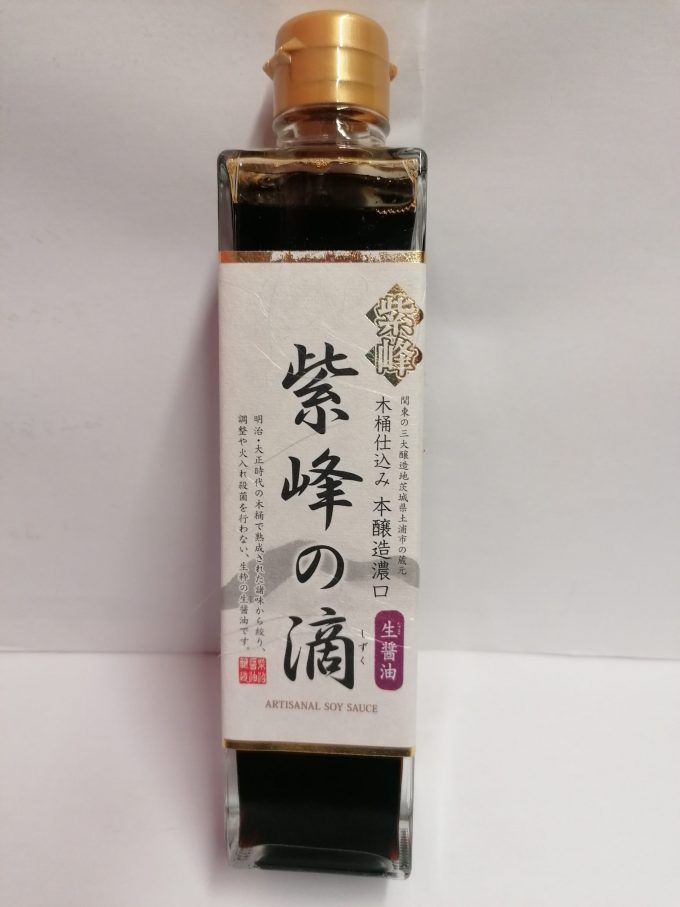 紫峰
関東の三大醸造地茨城県土浦市の蔵元
木桶仕込み 本醸造濃口
生醤油
紫峰の滴
しずく
明治・大正時代の木桶で熟成された諸味から絞り、
調整や火入れ殺菌を行わない、生粋の生醤油です。
ARTISANAL SOY SAUCE